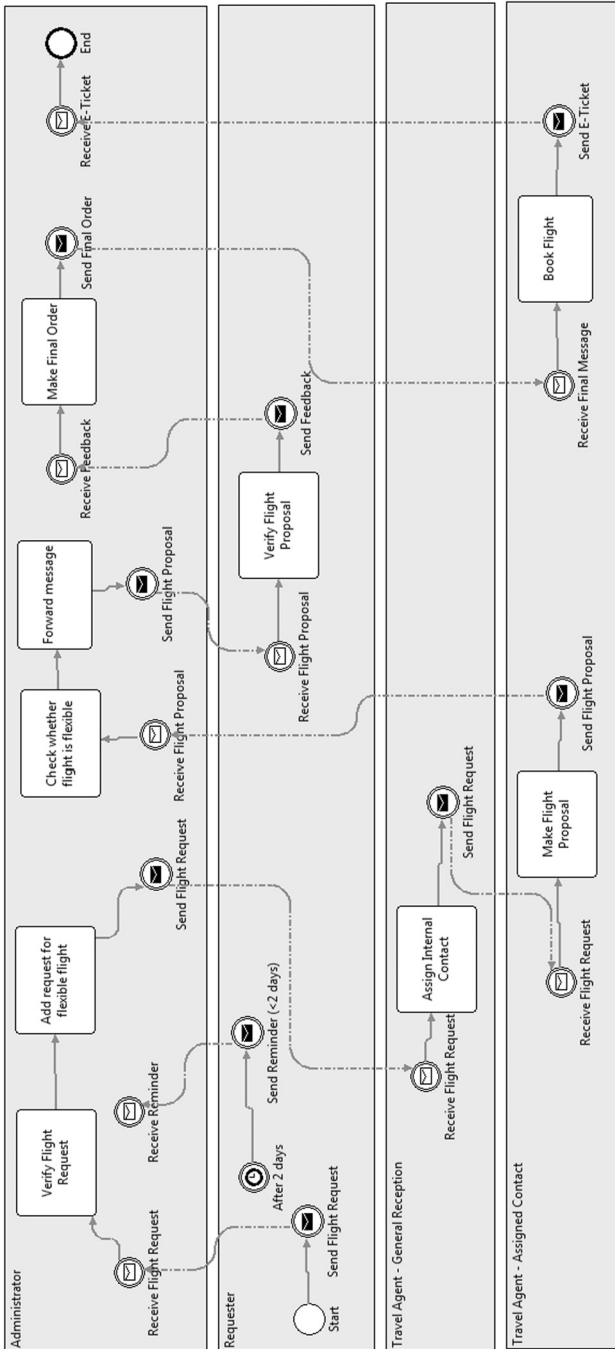 Administrator
Receive Flight Request
Verify Flight
Request
Receive Reminder
Add request for
flexible flight
Send Flight Request
Receive Flight Proposal
Check whether
flight is flexible
Forward message
Send Flight Proposal
Receive Feedback
Make Final Order
Send Final Order
Receive E-Ticket
End
Requester
Start
Send Flight Request
After 2 days
Send Reminder (<2 days)
Receive Flight Proposal
Verify Flight
Proposal
Send Feedback
Travel Agent - General Reception
Receive Flight Request
Assign Internal
Contact
Send Flight Request
Travel Agent - Assigned Contact
Receive Flight Request
Make Flight
Proposal
Send Flight Proposal
Receive Final Message
Book Flight
Send E-Ticket